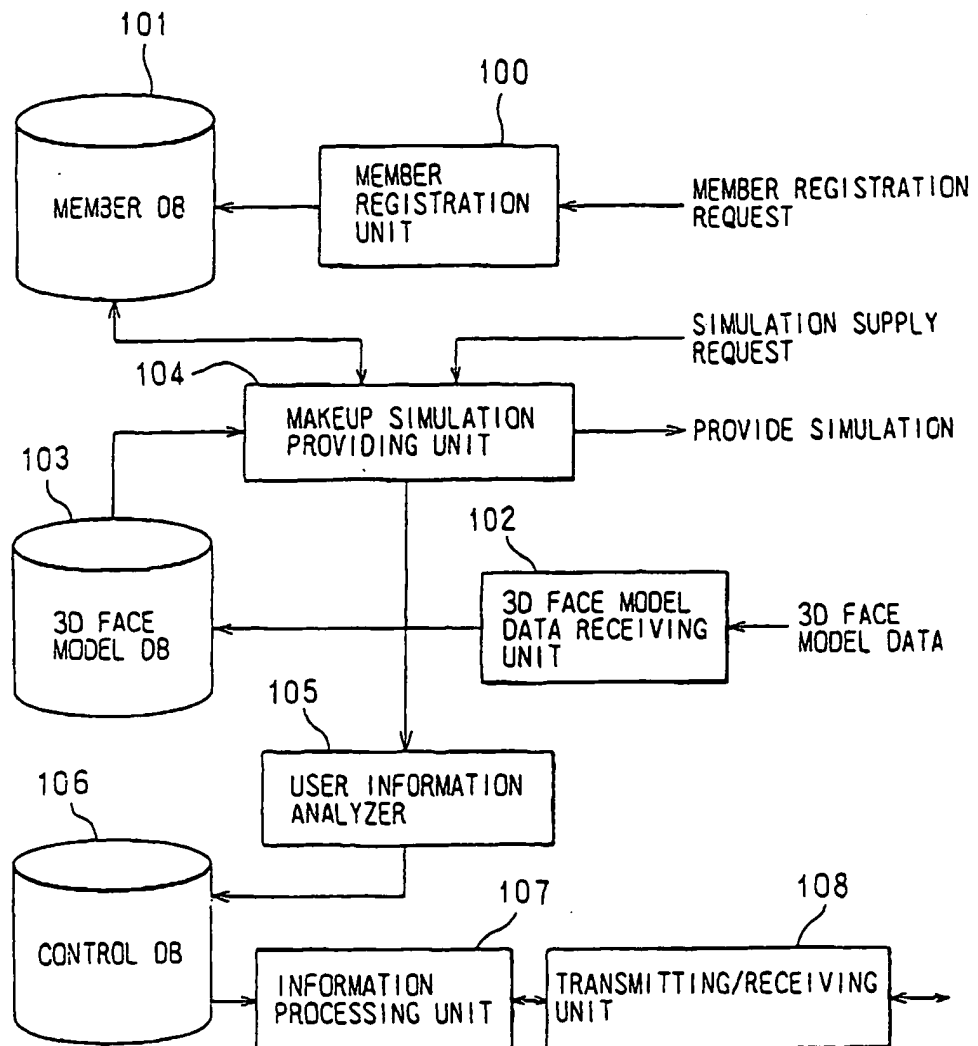 101
100
MEMBER DB
MEMBER
REGISTRATION
UNIT
MEMBER REGISTRATION
REQUEST
SIMULATION SUPPLY
REQUEST
104
MAKEUP SIMULATION
PROVIDING UNIT
PROVIDE SIMULATION
103
102
3D FACE
MODEL DB
3D FACE MODEL
DATA RECEIVING
UNIT
3D FACE
MODEL DATA
105
USER INFORMATION
ANALYZER
106
107
108
CONTROL DB
INFORMATION
PROCESSING UNIT
TRANSMITTING/RECEIVING
UNIT